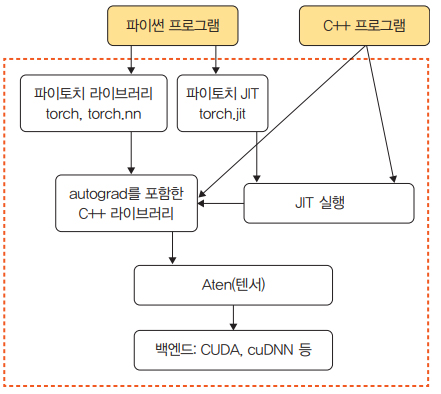 파이썬 프로그램
C++ 프로그램
파이토치 라이브러리
torch, torch.nn
파이토치 JIT
torch.jit
autograd를 포함한
C++ 라이브러리
JIT 실행
Aten(텐서)
백엔드: CUDA, cuDNN 등